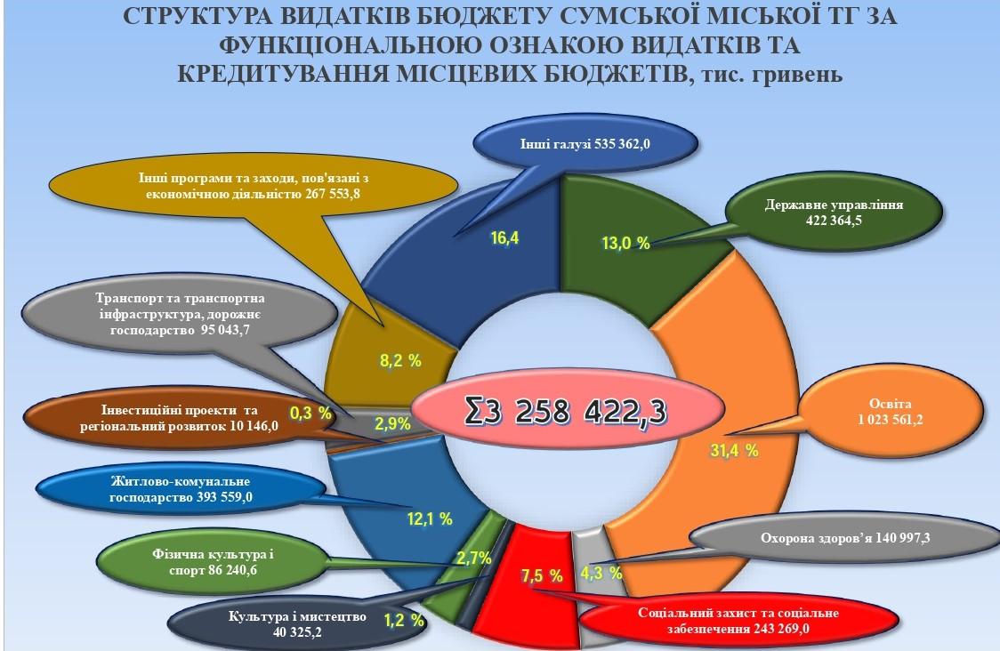 СТРУКТУРА ВИДАТКІВ БЮДЖЕТУ СУМСЬКОЇ МІСЬКОЇ ТГ ЗА
ФУНКЦІОНАЛЬНОЮ ОЗНАКОЮ ВИДАТКІВ ТА
КРЕДИТУВАННЯ МІСЦЕВИХ БЮДЖЕТІВ, тис. гривень
Інші галузі 535 362,0
Інші програми та заходи, пов'язані з
економічною діяльністю 267 553,8
Державне управління
422 364,5
16,4
13,0 %
Транспорт та транспортна
інфраструктура, дорожнє
господарство 95 043,7
8,2 %
Інвестиційні проекти та
регіональний розвиток 10 146,0
0,3 %
2,9%
∑3 258 422,3
Освіта
1 023 561,2
31,4 %
Житлово-комунальне
господарство 393 559,0
12,1 %
Охорона здоров’я 140 997,3
Фізична культура і
спорт 86 240,6
2,7%
7,5 %
4,3 %
Культура і мистецтво
40 325,2
1,2 %
Соціальний захист та соціальне
забезпечення 243 269,0